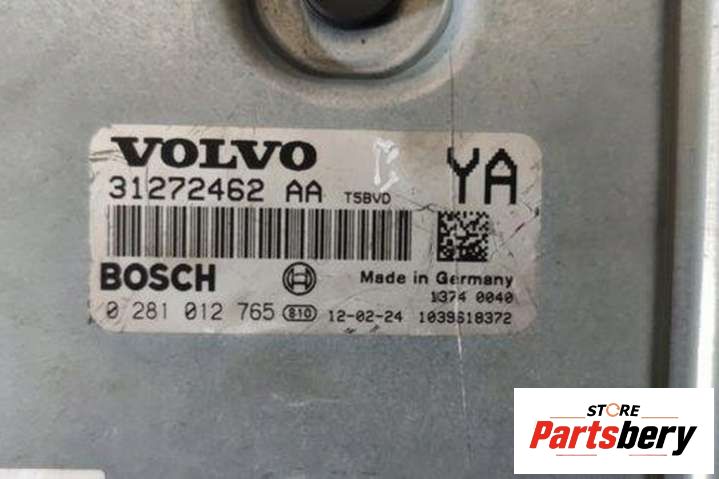 VOLVO YA
31272462 AA T5BVD
BOSCH Made in Germany
1374 0040
0 281 012 765 810 12-02-24 1039S18372
STORE
Partsbery